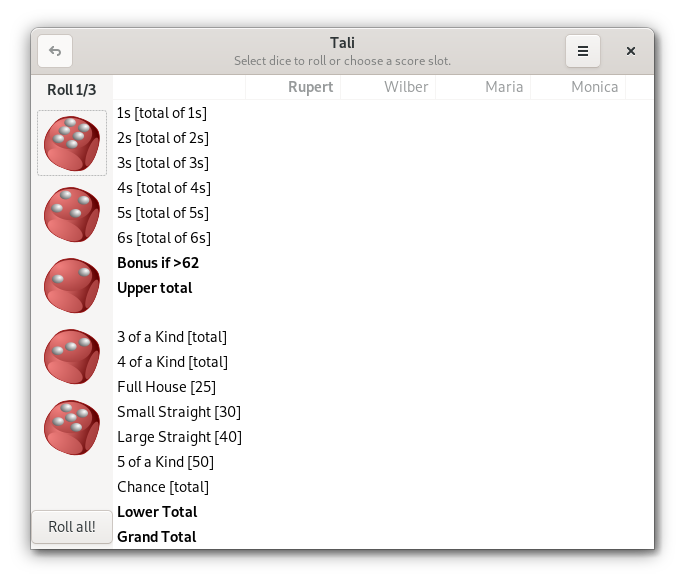 Tali
Select dice to roll or choose a score slot.
Roll 1/3
Rupert Wilber Maria Monica
1s [total of 1s]
2s [total of 2s]
3s [total of 3s]
4s [total of 4s]
5s [total of 5s]
6s [total of 6s]
Bonus if >62
Upper total
3 of a Kind [total]
4 of a Kind [total]
Full House [25]
Small Straight [30]
Large Straight [40]
5 of a Kind [50]
Chance [total]
Lower Total
Grand Total
Roll all!